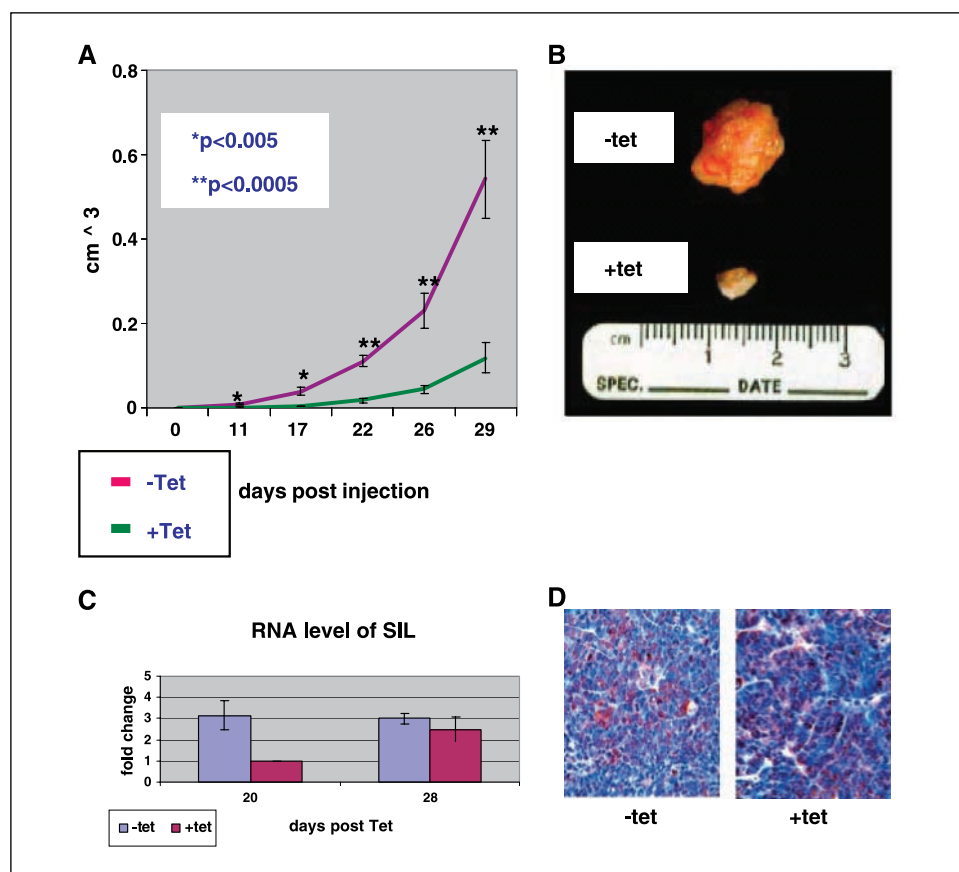 A
0.8
0.6
0.4
0.2
0
cm ^ 3
*p<0.005
**p<0.0005
*
*
**
**
**
0 11 17 22 26 29
days post injection
-Tet
+Tet
B
-tet
+tet
cm 1 2 3
SPEC. DATE
C
RNA level of SIL
5
4
3
2
1
0
fold change
20 28
days post Tet
-tet +tet
D
-tet +tet